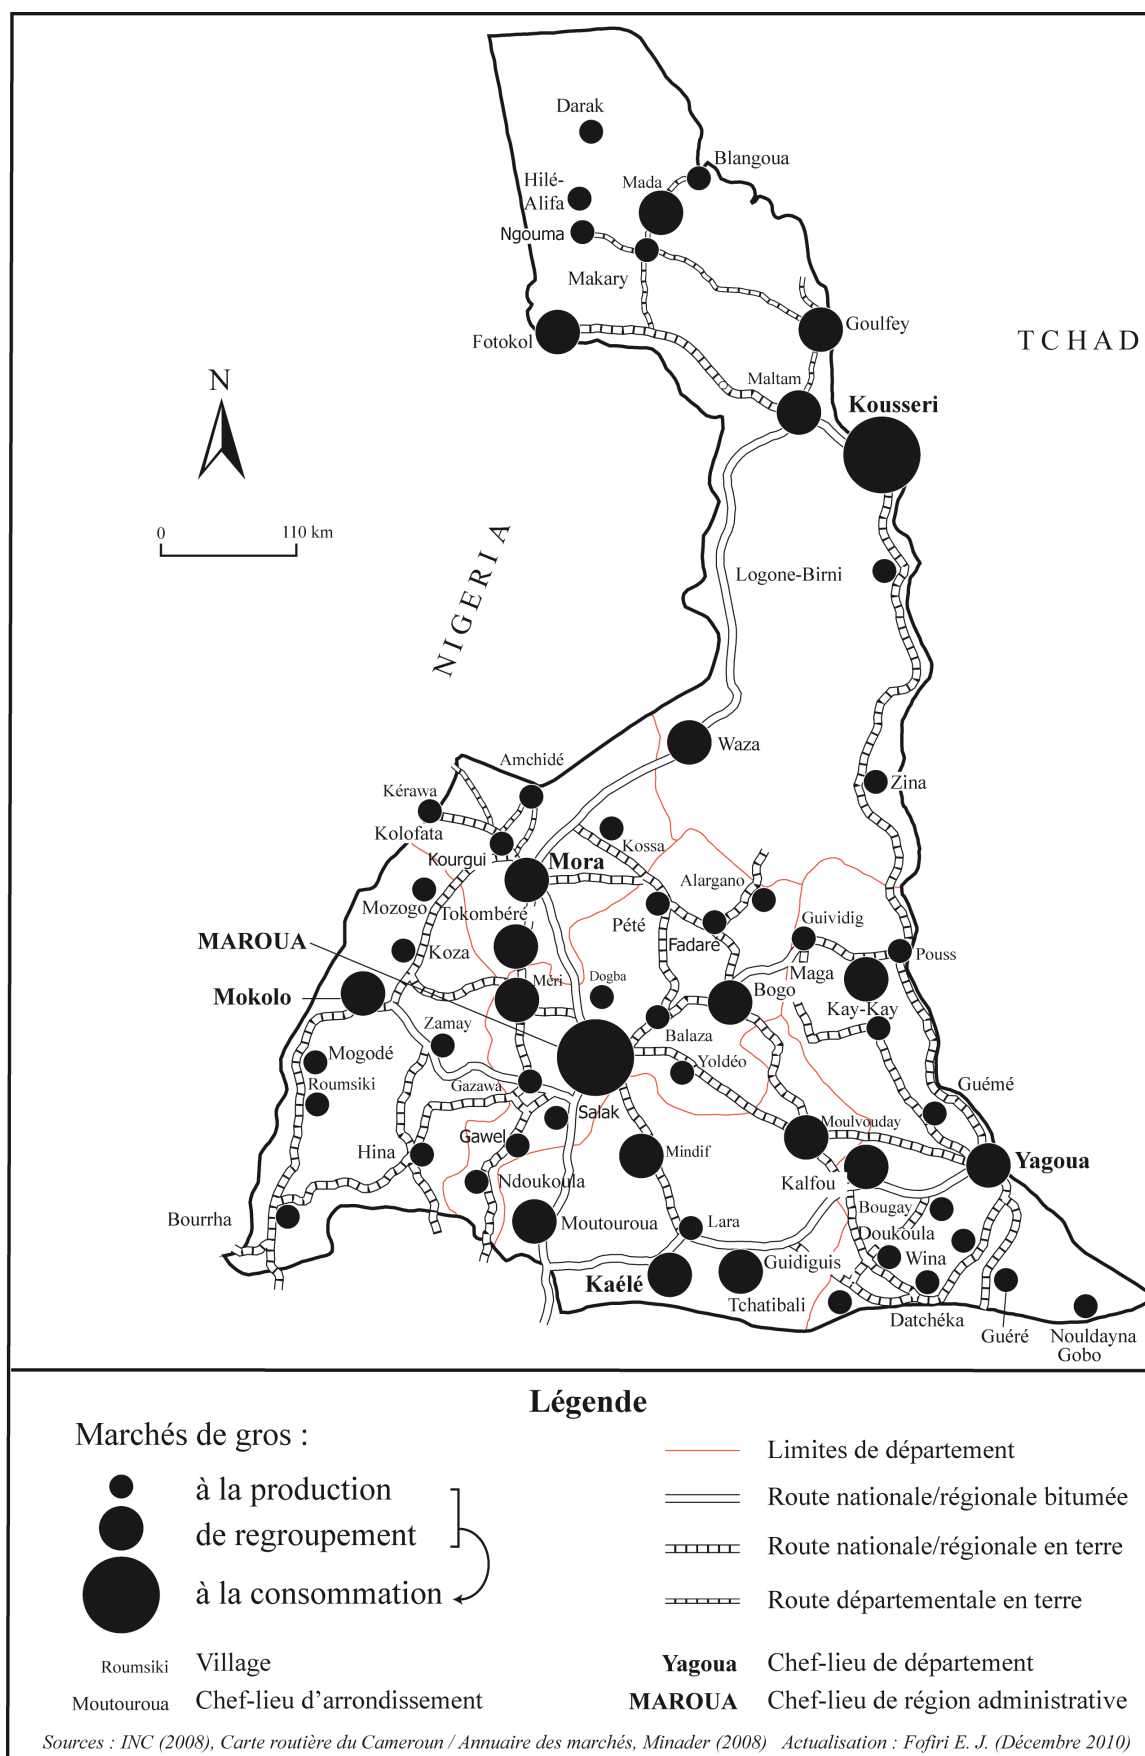 Darak
Blangoua
Hilé-
Alifa
Mada
Ngouma
Makary
Fotokol
Goulfey
TCHAD
Maltam
Kousseri
N
0 110 km
NIGERIA
Logone-Birni
Waza
Amchidé
Kérawa
Zina
Kolofata
Kossa
Kourgui
Mora
Alargano
Mozogo
Tokombéré
Pété
Guividig
MAROUA
Koza
Fadaré
Pouss
Maga
Méri
Dogba
Bogo
Mokolo
Kay-Kay
Zamay
Balaza
Mogodé
Yoldéo
Roumsiki
Gazawa
Guémé
Salak
Moulvouday
Gawel
Hina
Mindif
Yagoua
Ndoukoula
Kalfou
Bourrha
Moutouroua
Lara
Bougay
Doukoula
Guidiguis
Wina
Kaélé
Tchatibali
Datchéka
Guéré
Nouldayna
Gobo
Légende
Marchés de gros :
à la production
de regroupement
à la consommation
Roumsiki Village
Moutouroua Chef-lieu d'arrondissement
Limites de département
Route nationale/régionale bitumée
Route nationale/régionale en terre
Route départementale en terre
Yagoua Chef-lieu de département
MAROUA Chef-lieu de région administrative
Sources : INC (2008), Carte routière du Cameroun / Annuaire des marchés, Minader (2008) Actualisation : Fofiri E. J. (Décembre 2010)